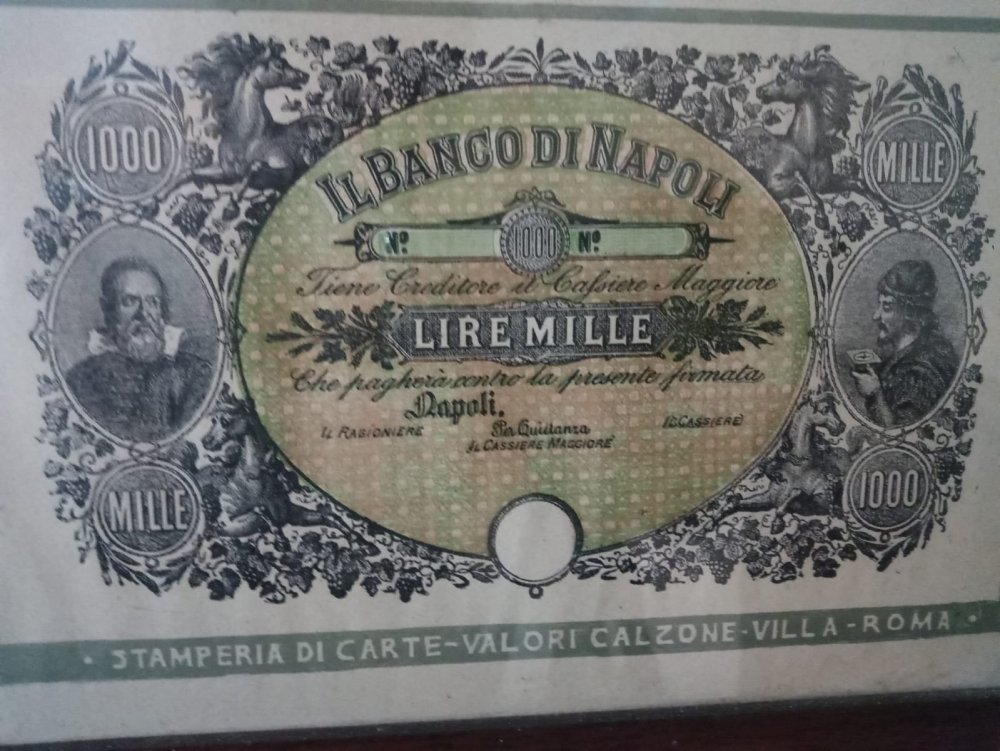 1000
MILLE
IL BANCO DI NAPOLI
Nº 1000 Nº
Tiene Creditore il Cassiere Maggiore
LIRE MILLE
Che pagherà contro la presente firmata
Napoli.
IL RAGIONIERE
Per Quietanza
IL CASSIERE MAGGIORE
IL CASSIERE
MILLE
1000
· STAMPERIA DI CARTE-VALORI CALZONE-VILLA-ROMA ·